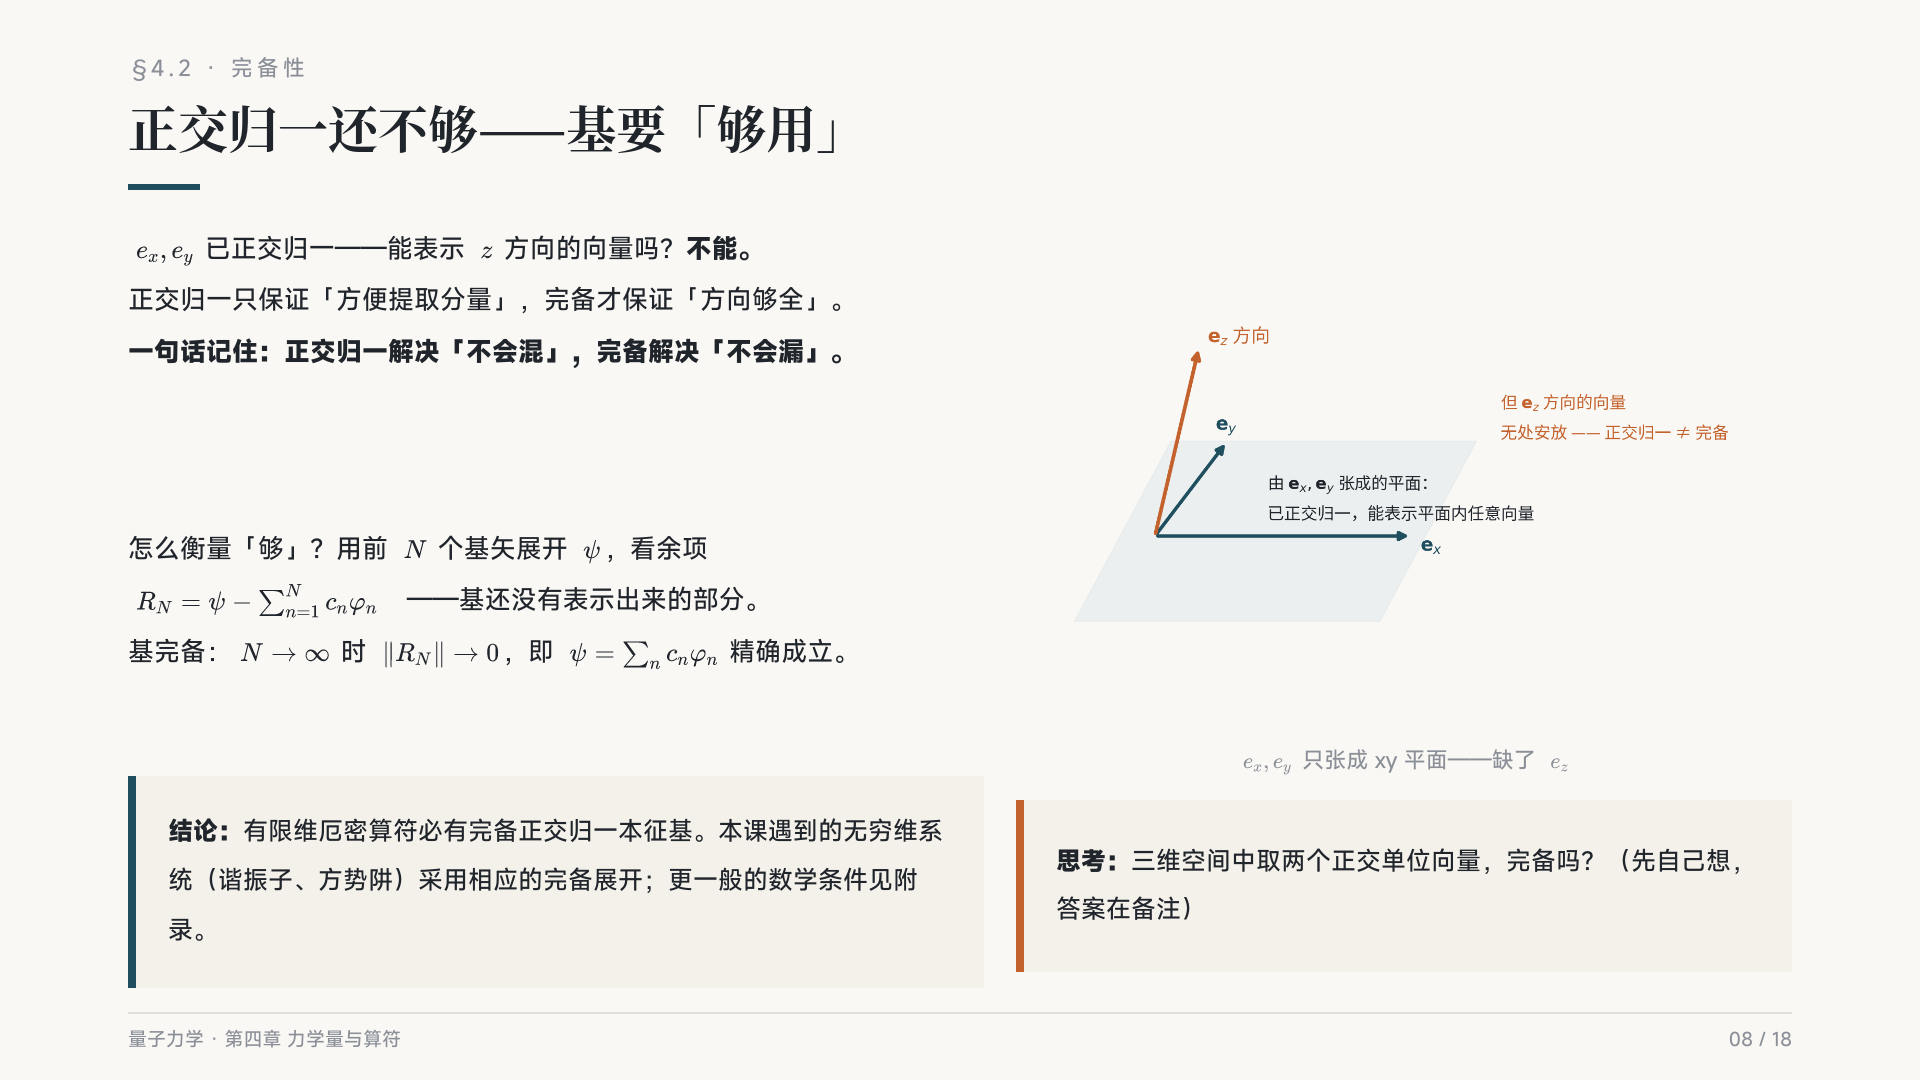 §4.2 · 完备性
正交归一还不够——基要「够用」
e_x, e_y 已正交归一——能表示 z 方向的向量吗？不能。
正交归一只保证「方便提取分量」，完备才保证「方向够全」。
一句话记住：正交归一解决「不会混」，完备解决「不会漏」。
怎么衡量「够」？用前 N 个基矢展开 ψ，看余项
R_N = ψ − ∑_{n=1}^{N} c_n φ_n ——基还没有表示出来的部分。
基完备： N → ∞ 时 ‖R_N‖ → 0，即 ψ = ∑_n c_n φ_n 精确成立。
结论：有限维厄密算符必有完备正交归一本征基。本课遇到的无穷维系
统（谐振子、方势阱）采用相应的完备展开；更一般的数学条件见附
录。
e_z 方向
但 e_z 方向的向量
无处安放 —— 正交归一 ≠ 完备
e_y
由 e_x, e_y 张成的平面：
已正交归一，能表示平面内任意向量
e_x
e_x, e_y 只张成 xy 平面——缺了 e_z
思考：三维空间中取两个正交单位向量，完备吗？（先自己想，
答案在备注）
量子力学 · 第四章 力学量与算符
08 / 18